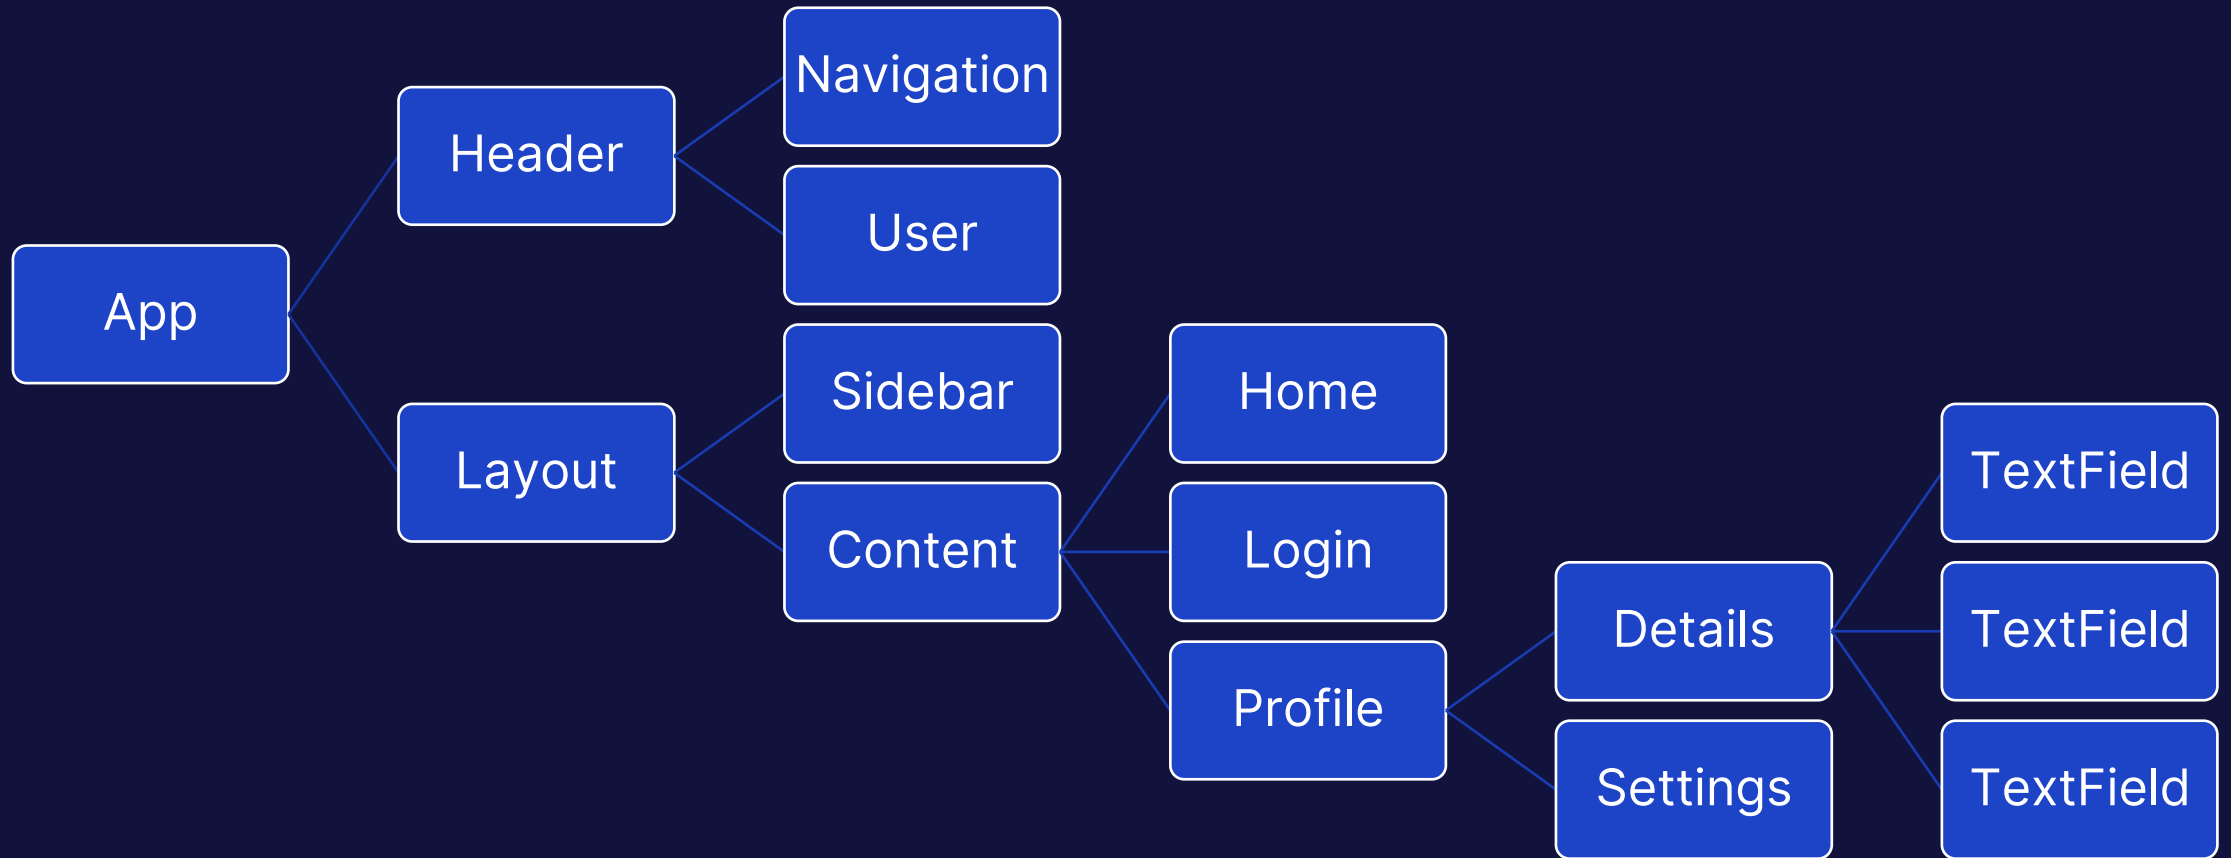 App
Header
Layout
Navigation
User
Sidebar
Content
Home
Login
Profile
Details
Settings
TextField
TextField
TextField